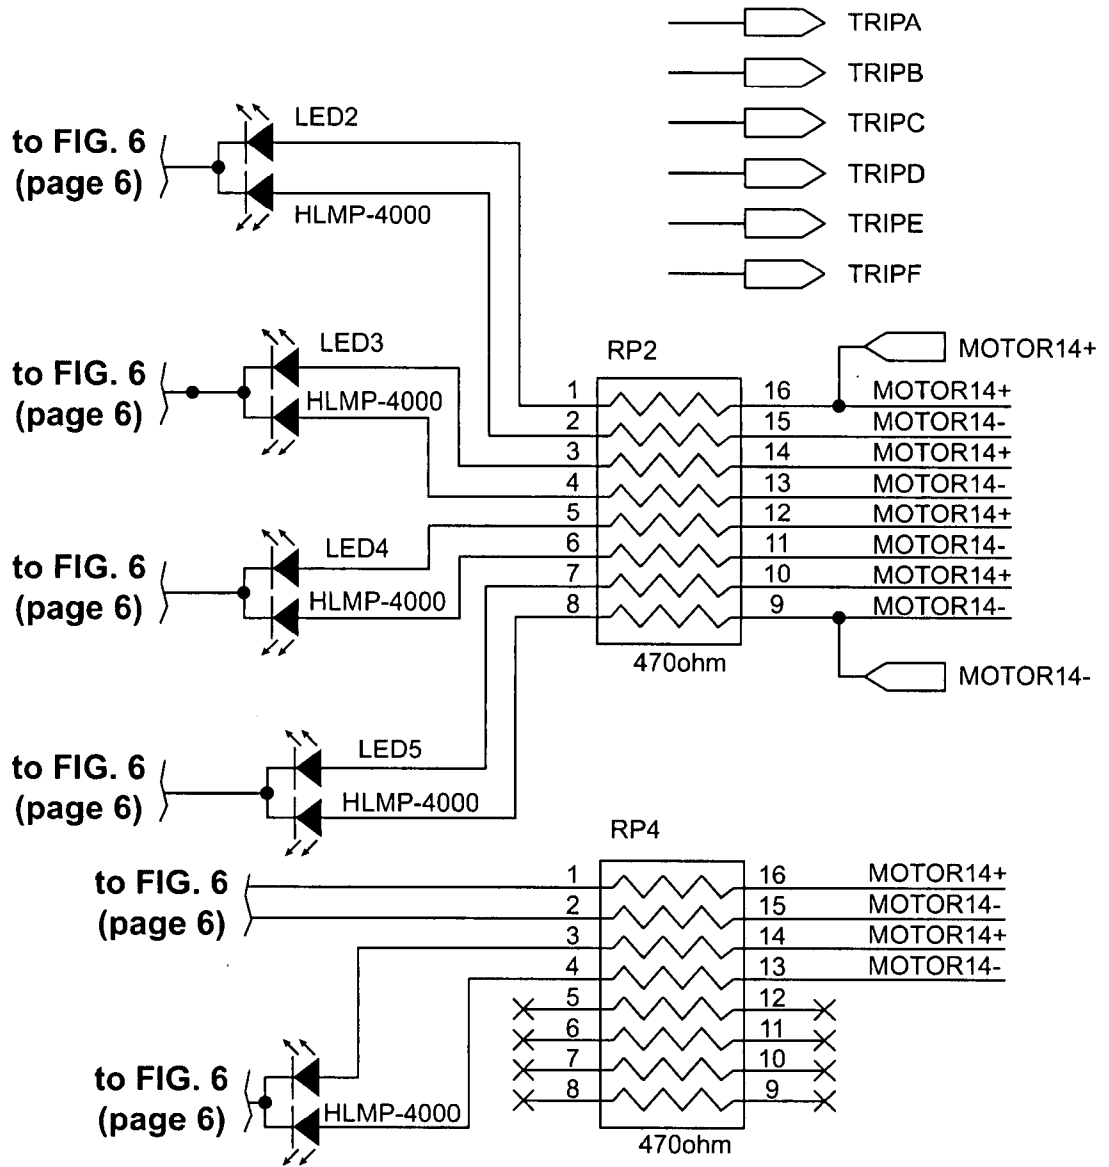 TRIPA
TRIPB
TRIPC
TRIPD
TRIPE
TRIPF
to FIG. 6
(page 6)
LED2
HLMP-4000
to FIG. 6
(page 6)
LED3
HLMP-4000
to FIG. 6
(page 6)
LED4
HLMP-4000
to FIG. 6
(page 6)
LED5
HLMP-4000
RP2
1 16 MOTOR14+
2 15 MOTOR14-
3 14 MOTOR14+
4 13 MOTOR14-
5 12 MOTOR14+
6 11 MOTOR14-
7 10 MOTOR14+
8 9 MOTOR14-
470ohm
MOTOR14+
MOTOR14-
RP4
to FIG. 6
(page 6)
1 16 MOTOR14+
2 15 MOTOR14-
3 14 MOTOR14+
4 13 MOTOR14-
5 12
6 11
7 10
8 9
470ohm
to FIG. 6
(page 6)
HLMP-4000